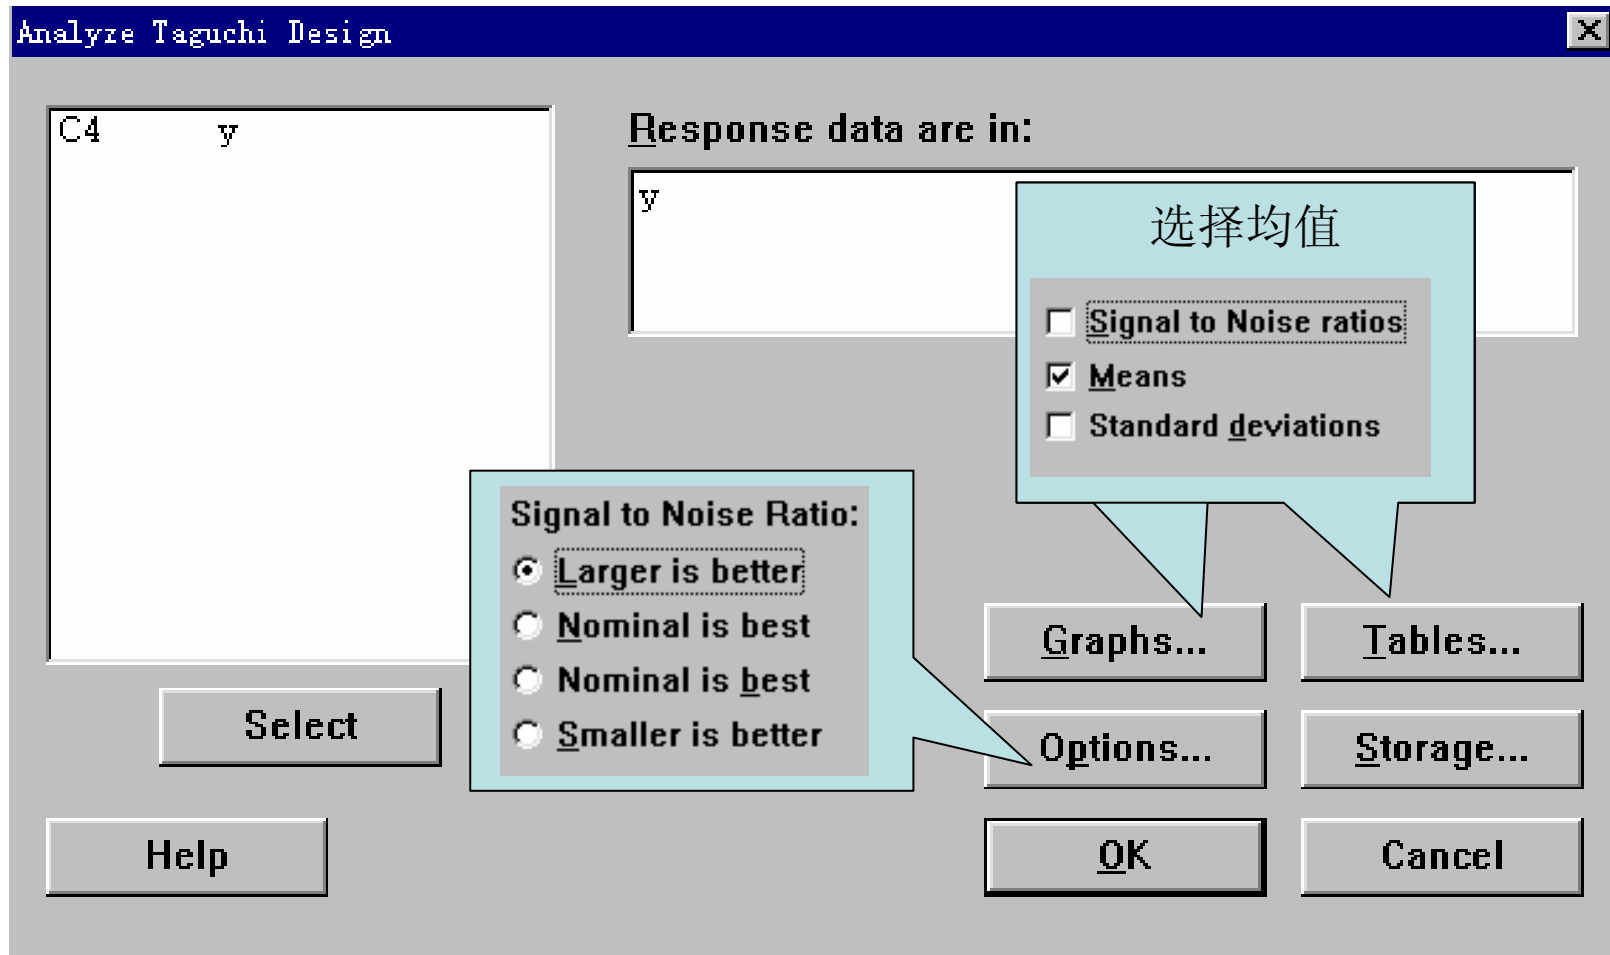 Analyze Taguchi Design
C4 y
Response data are in:
y
选择均值
Signal to Noise ratios
Means
Standard deviations
Signal to Noise Ratio:
Larger is better
Nominal is best
Nominal is best
Smaller is better
Graphs... Tables...
Select
Options... Storage...
Help
OK Cancel